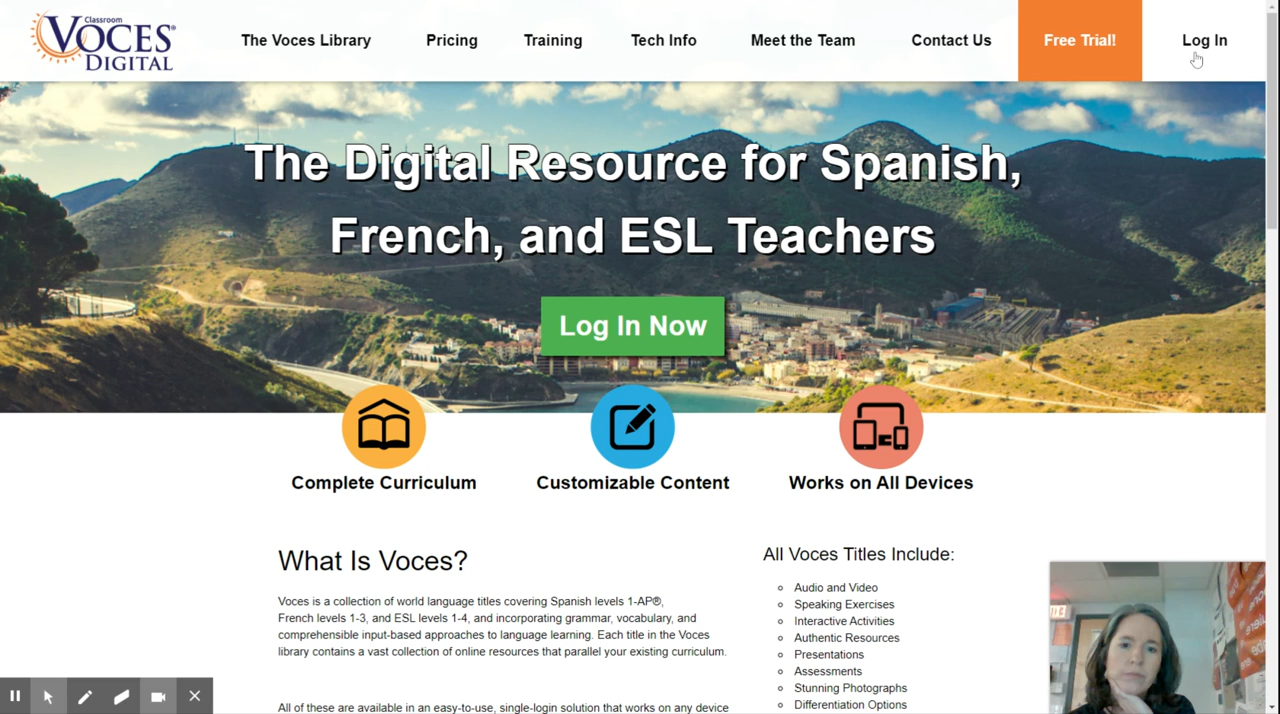 Classroom
VOCES®
DIGITAL
The Voces Library
Pricing
Training
Tech Info
Meet the Team
Contact Us
Free Trial!
Log In
The Digital Resource for Spanish,
French, and ESL Teachers
Log In Now
Complete Curriculum
Customizable Content
Works on All Devices
What Is Voces?
Voces is a collection of world language titles covering Spanish levels 1-AP®,
French levels 1-3, and ESL levels 1-4, and incorporating grammar, vocabulary, and
comprehensible input-based approaches to language learning. Each title in the Voces
library contains a vast collection of online resources that parallel your existing curriculum.
All of these are available in an easy-to-use, single-login solution that works on any device
All Voces Titles Include:
Audio and Video
Speaking Exercises
Interactive Activities
Authentic Resources
Presentations
Assessments
Stunning Photographs
Differentiation Options